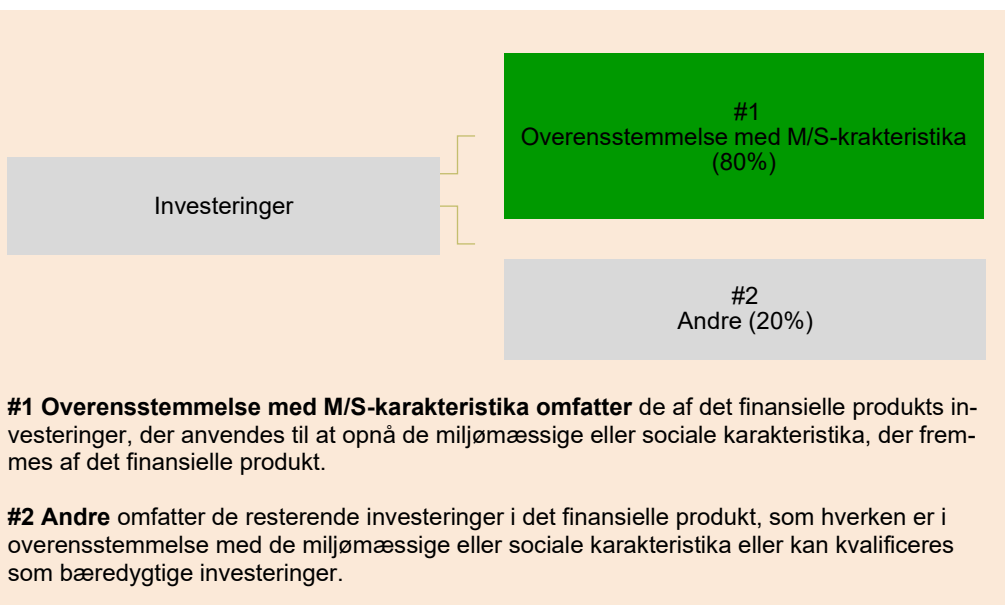 #1
Overensstemmelse med M/S-krakteristika
(80%)
Investeringer
#2
Andre (20%)
#1 Overensstemmelse med M/S-karakteristika omfatter de af det finansielle produkts in-
vesteringer, der anvendes til at opnå de miljømæssige eller sociale karakteristika, der frem-
mes af det finansielle produkt.
#2 Andre omfatter de resterende investeringer i det finansielle produkt, som hverken er i
overensstemmelse med de miljømæssige eller sociale karakteristika eller kan kvalificeres
som bæredygtige investeringer.